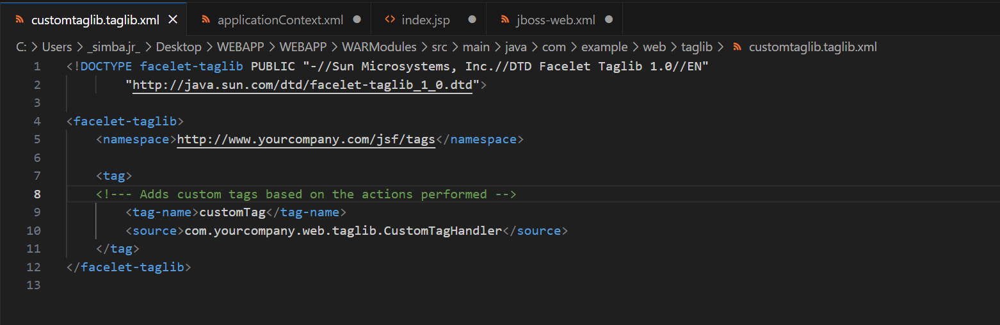 customtaglib.taglib.xml applicationContext.xml index.jsp jboss-web.xml
C: > Users > _simba.jr_ > Desktop > WEBAPP > WEBAPP > WARModules > src > main > java > com > example > web > taglib > customtaglib.taglib.xml
1 <!DOCTYPE facelet-taglib PUBLIC "-//Sun Microsystems, Inc.//DTD Facelet Taglib 1.0//EN"
2 "http://java.sun.com/dtd/facelet-taglib_1_0.dtd">
3
4 <facelet-taglib>
5 <namespace>http://www.yourcompany.com/jsf/tags</namespace>
6
7 <tag>
8 <!--- Adds custom tags based on the actions performed -->
9 <tag-name>customTag</tag-name>
10 <source>com.yourcompany.web.taglib.CustomTagHandler</source>
11 </tag>
12 </facelet-taglib>
13